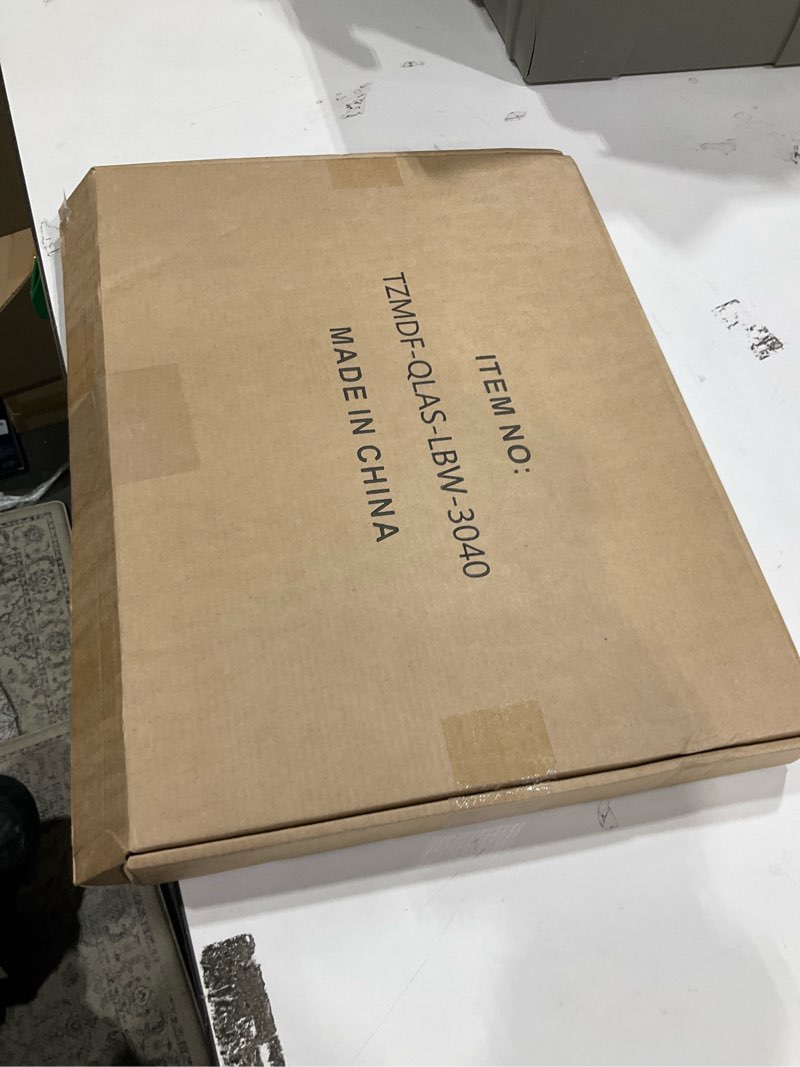 ITEM NO:
TZMDF-QLAS-LBW-3040
MADE IN CHINA